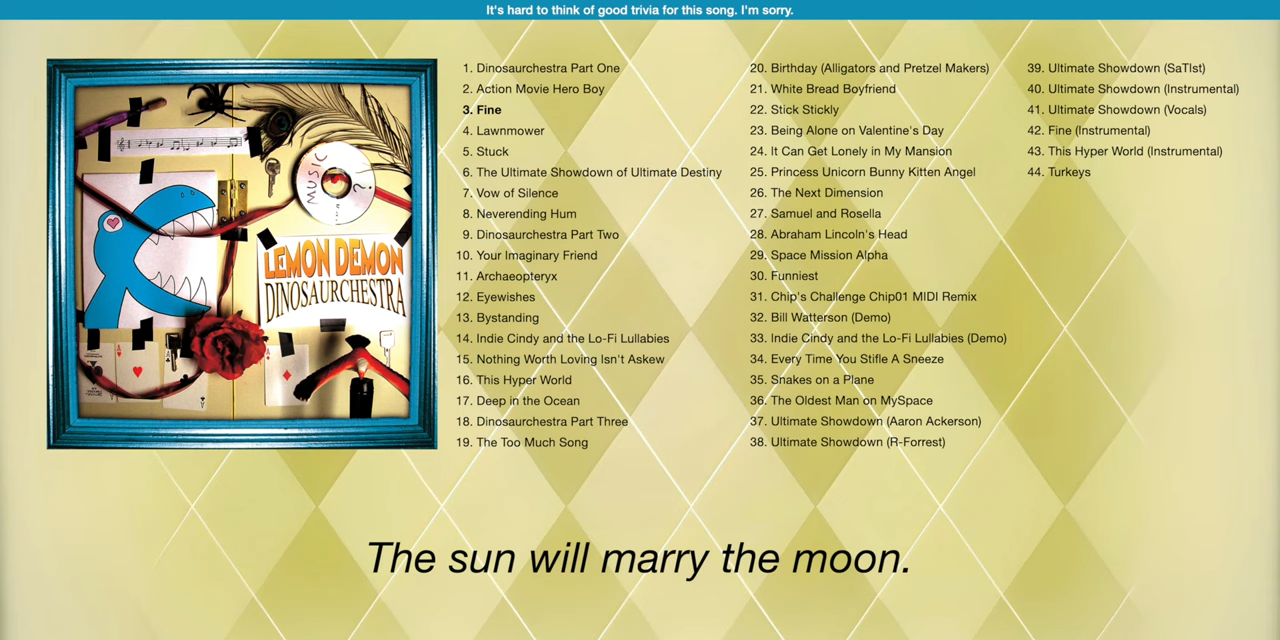 It's hard to think of good trivia for this song. I'm sorry.
MUSIC
LEMON DEMON
DINOSAURCHESTRA
1. Dinosaurchestra Part One
2. Action Movie Hero Boy
3. Fine
4. Lawnmower
5. Stuck
6. The Ultimate Showdown of Ultimate Destiny
7. Vow of Silence
8. Neverending Hum
9. Dinosaurchestra Part Two
10. Your Imaginary Friend
11. Archaeopteryx
12. Eyewishes
13. Bystanding
14. Indie Cindy and the Lo-Fi Lullabies
15. Nothing Worth Loving Isn't Askew
16. This Hyper World
17. Deep in the Ocean
18. Dinosaurchestra Part Three
19. The Too Much Song
20. Birthday (Alligators and Pretzel Makers)
21. White Bread Boyfriend
22. Stick Stickly
23. Being Alone on Valentine's Day
24. It Can Get Lonely in My Mansion
25. Princess Unicorn Bunny Kitten Angel
26. The Next Dimension
27. Samuel and Rosella
28. Abraham Lincoln's Head
29. Space Mission Alpha
30. Funniest
31. Chip's Challenge Chip01 MIDI Remix
32. Bill Watterson (Demo)
33. Indie Cindy and the Lo-Fi Lullabies (Demo)
34. Every Time You Stifle A Sneeze
35. Snakes on a Plane
36. The Oldest Man on MySpace
37. Ultimate Showdown (Aaron Ackerson)
38. Ultimate Showdown (R-Forrest)
39. Ultimate Showdown (SaTIst)
40. Ultimate Showdown (Instrumental)
41. Ultimate Showdown (Vocals)
42. Fine (Instrumental)
43. This Hyper World (Instrumental)
44. Turkeys
The sun will marry the moon.